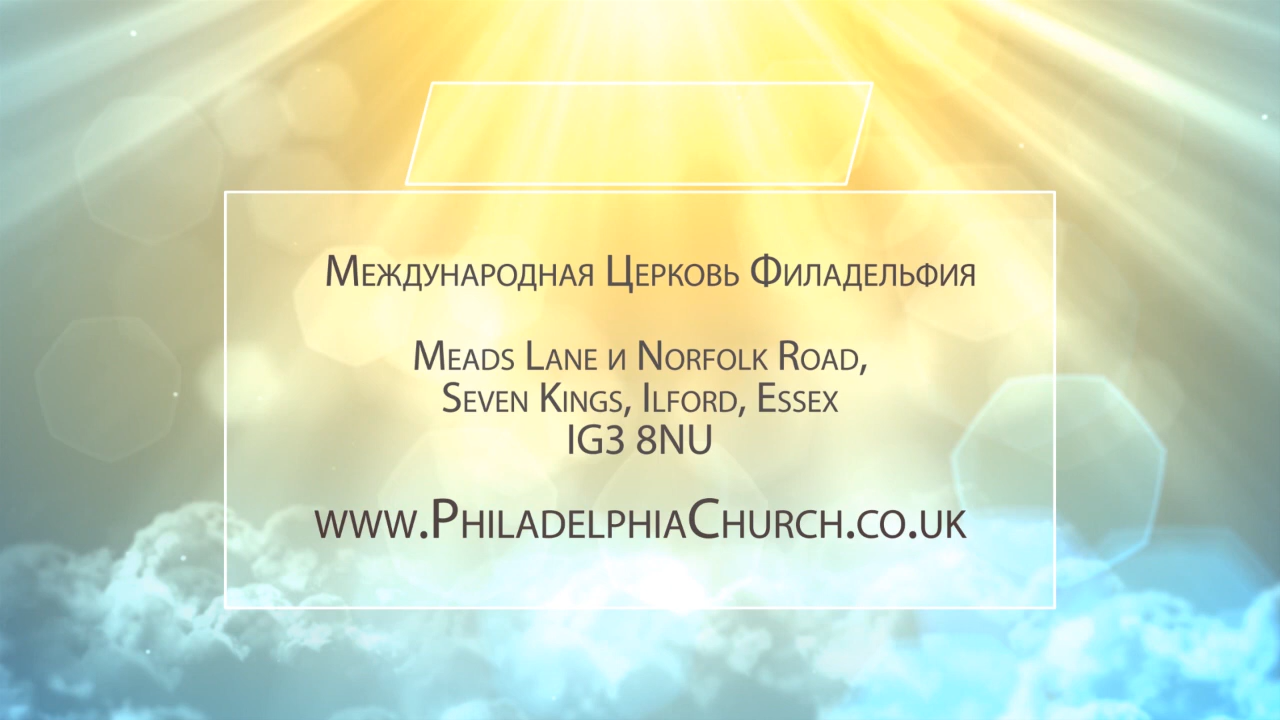 Международная Церковь Филадельфия
Meads Lane и Norfolk Road,
Seven Kings, Ilford, Essex
IG3 8NU
www.PhiladelphiaChurch.co.uk